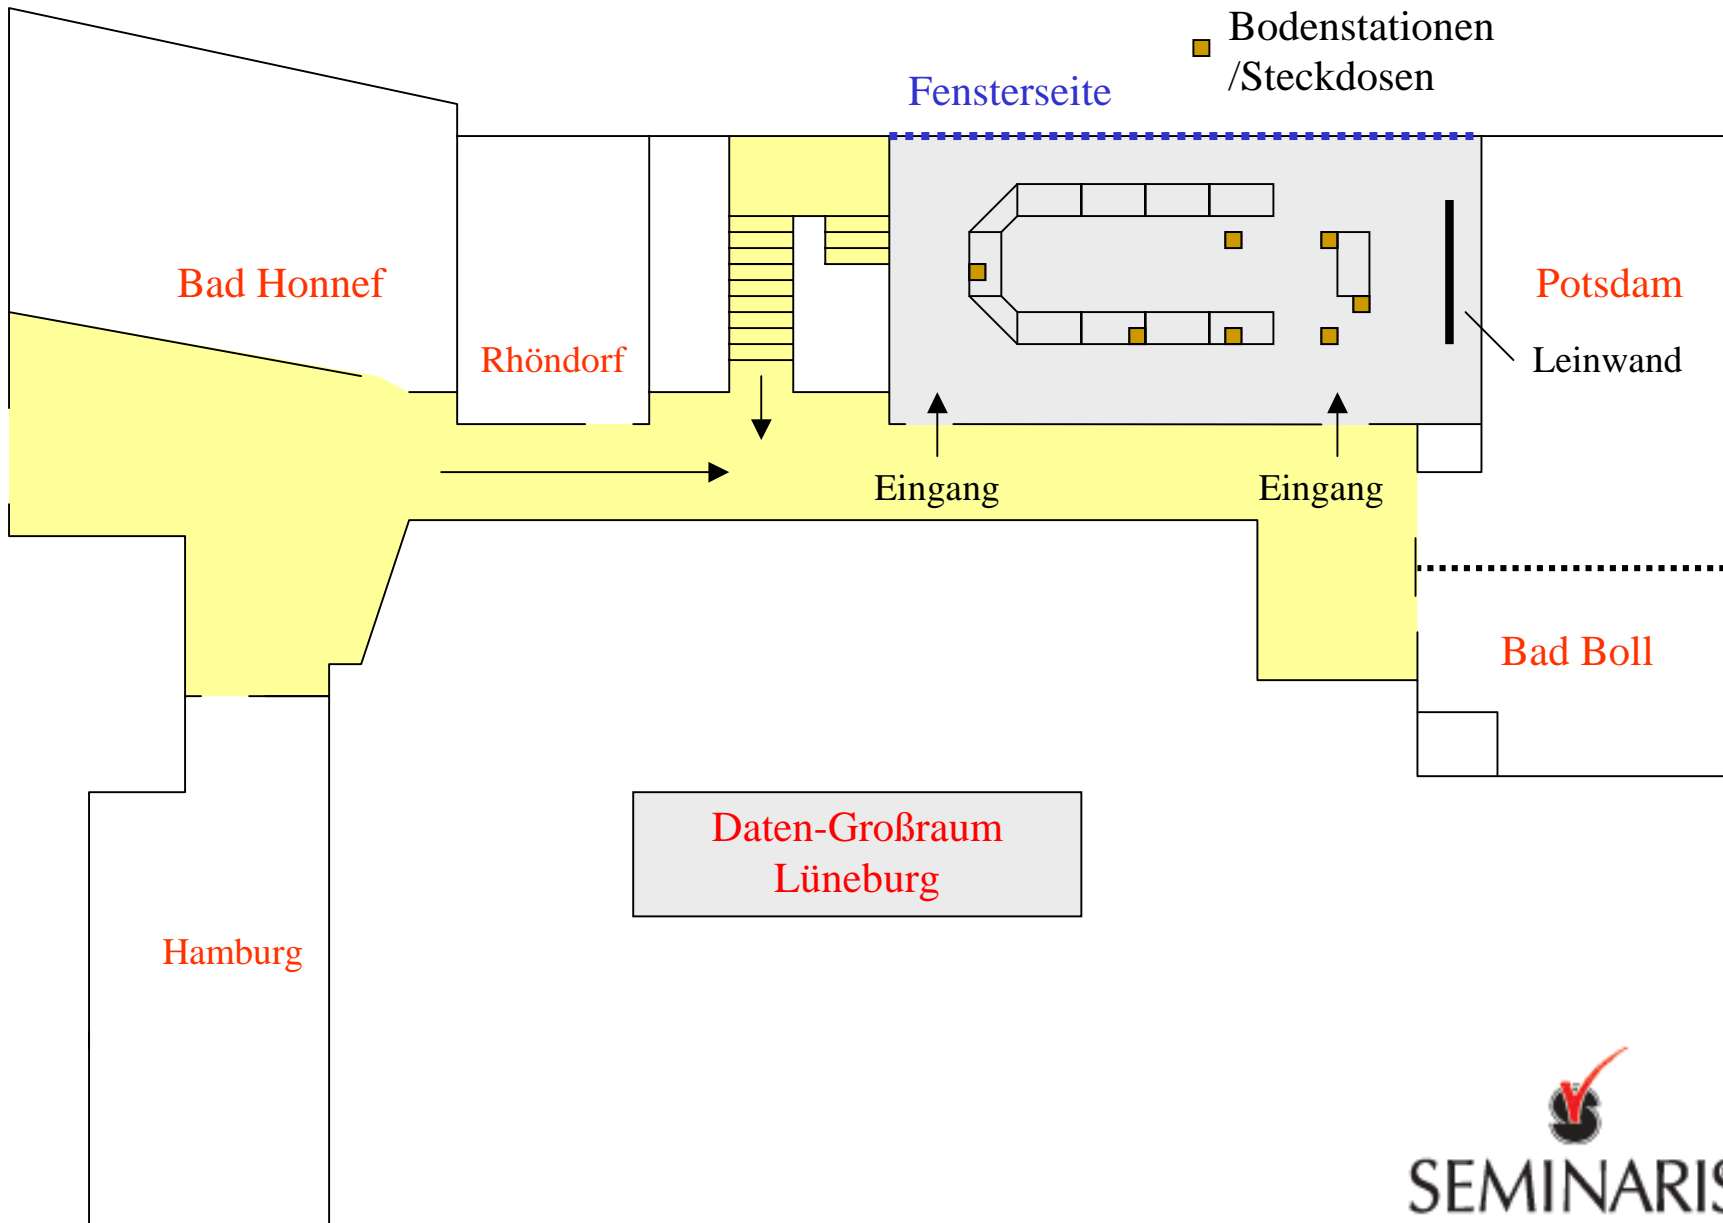 Bodenstationen
/Steckdosen
Fensterseite
Bad Honnef
Potsdam
Rhöndorf
Leinwand
Eingang
Eingang
Bad Boll
Daten-Großraum
Lüneburg
Hamburg
SEMINARIS